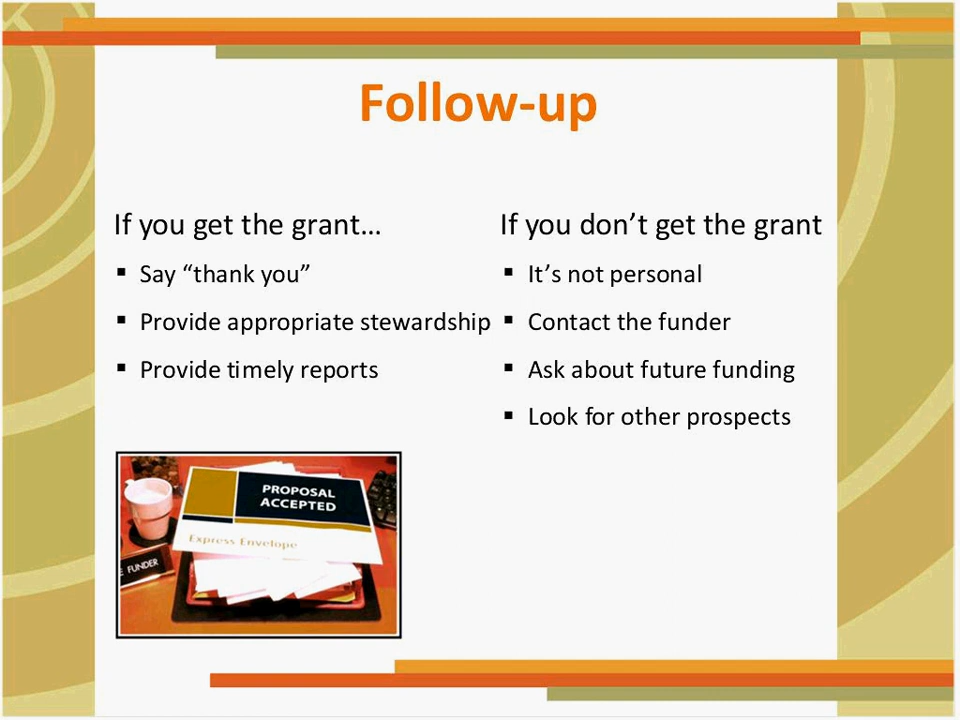 Follow-up
If you get the grant…
▪ Say “thank you”
▪ Provide appropriate stewardship
▪ Provide timely reports
If you don’t get the grant
▪ It’s not personal
▪ Contact the funder
▪ Ask about future funding
▪ Look for other prospects
PROPOSAL
ACCEPTED
Express Envelope
E FUNDER